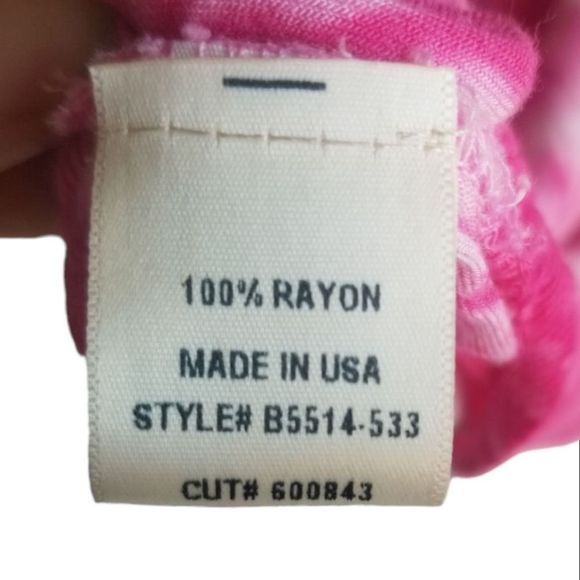 100% RAYON
MADE IN USA
STYLE# B5514-533
CUT# 600843